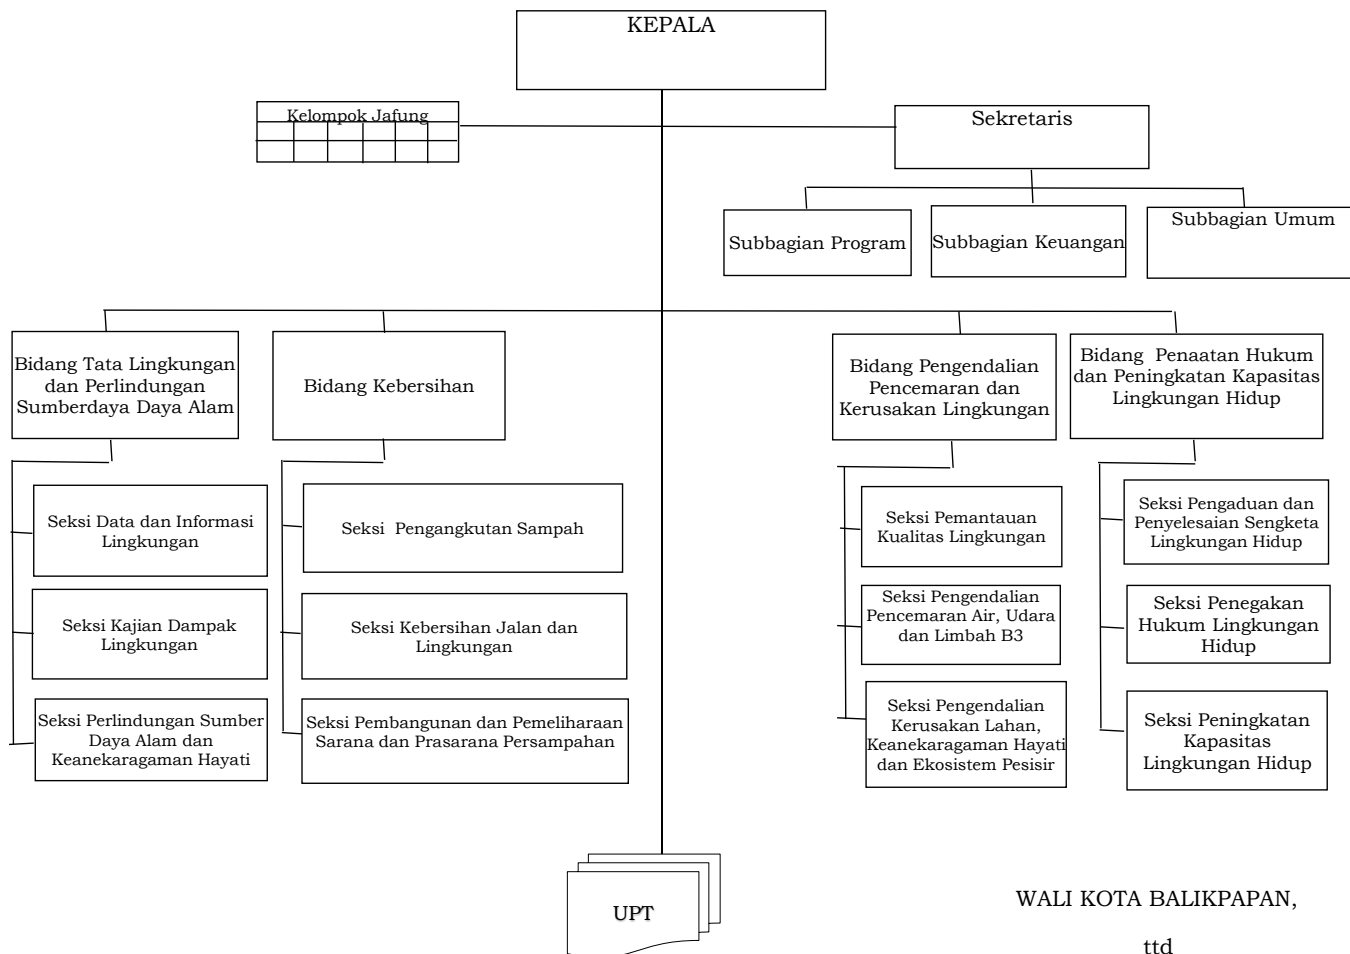 KEPALA
Kelompok Jafung
Sekretaris
Subbagian Program
Subbagian Keuangan
Subbagian Umum
Bidang Tata Lingkungan
dan Perlindungan
Sumberdaya Daya Alam
Bidang Kebersihan
Bidang Pengendalian
Pencemaran dan
Kerusakan Lingkungan
Bidang Penaatan Hukum
dan Peningkatan Kapasitas
Lingkungan Hidup
Seksi Data dan Informasi
Lingkungan
Seksi Kajian Dampak
Lingkungan
Seksi Perlindungan Sumber
Daya Alam dan
Keanekaragaman Hayati
Seksi Pengangkutan Sampah
Seksi Kebersihan Jalan dan
Lingkungan
Seksi Pembangunan dan Pemeliharaan
Sarana dan Prasarana Persampahan
Seksi Pemantauan
Kualitas Lingkungan
Seksi Pengendalian
Pencemaran Air, Udara
dan Limbah B3
Seksi Pengendalian
Kerusakan Lahan,
Keanekaragaman Hayati
dan Ekosistem Pesisir
Seksi Pengaduan dan
Penyelesaian Sengketa
Lingkungan Hidup
Seksi Penegakan
Hukum Lingkungan
Hidup
Seksi Peningkatan
Kapasitas
Lingkungan Hidup
UPT
WALI KOTA BALIKPAPAN,
ttd